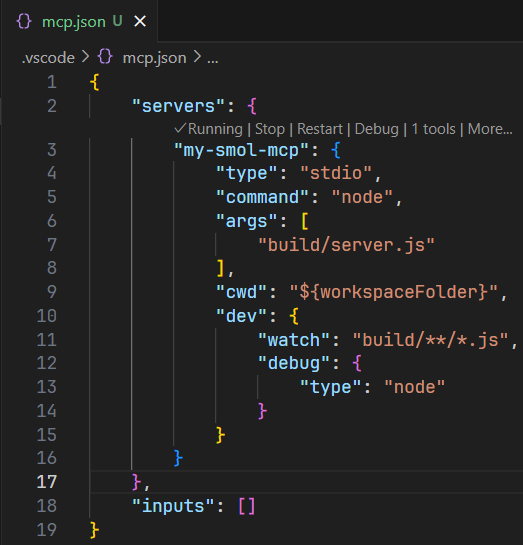 mcp.json U
.vscode > mcp.json > ...
1 {
2 "servers": {
✓Running | Stop | Restart | Debug | 1 tools | More...
3 "my-smol-mcp": {
4 "type": "stdio",
5 "command": "node",
6 "args": [
7 "build/server.js"
8 ],
9 "cwd": "${workspaceFolder}",
10 "dev": {
11 "watch": "build/**/*.js",
12 "debug": {
13 "type": "node"
14 }
15 }
16 }
17 },
18 "inputs": []
19 }